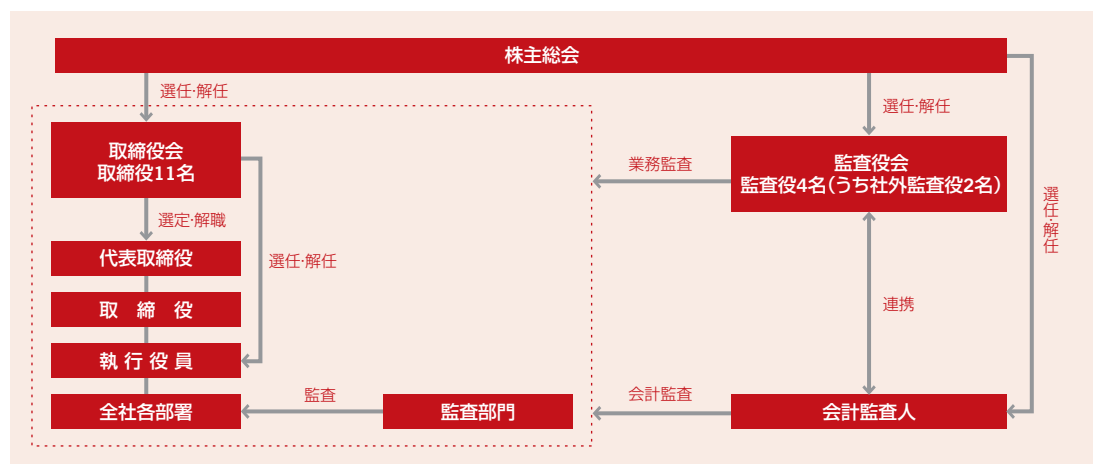 株主総会
選任・解任
選任・解任
取締役会
取締役11名
業務監査
監査役会
監査役4名（うち社外監査役2名）
選任・解任
選定・解職
代表取締役
選任・解任
取 締 役
連携
執 行 役 員
監査
会計監査
全社各部署
監査部門
会計監査人